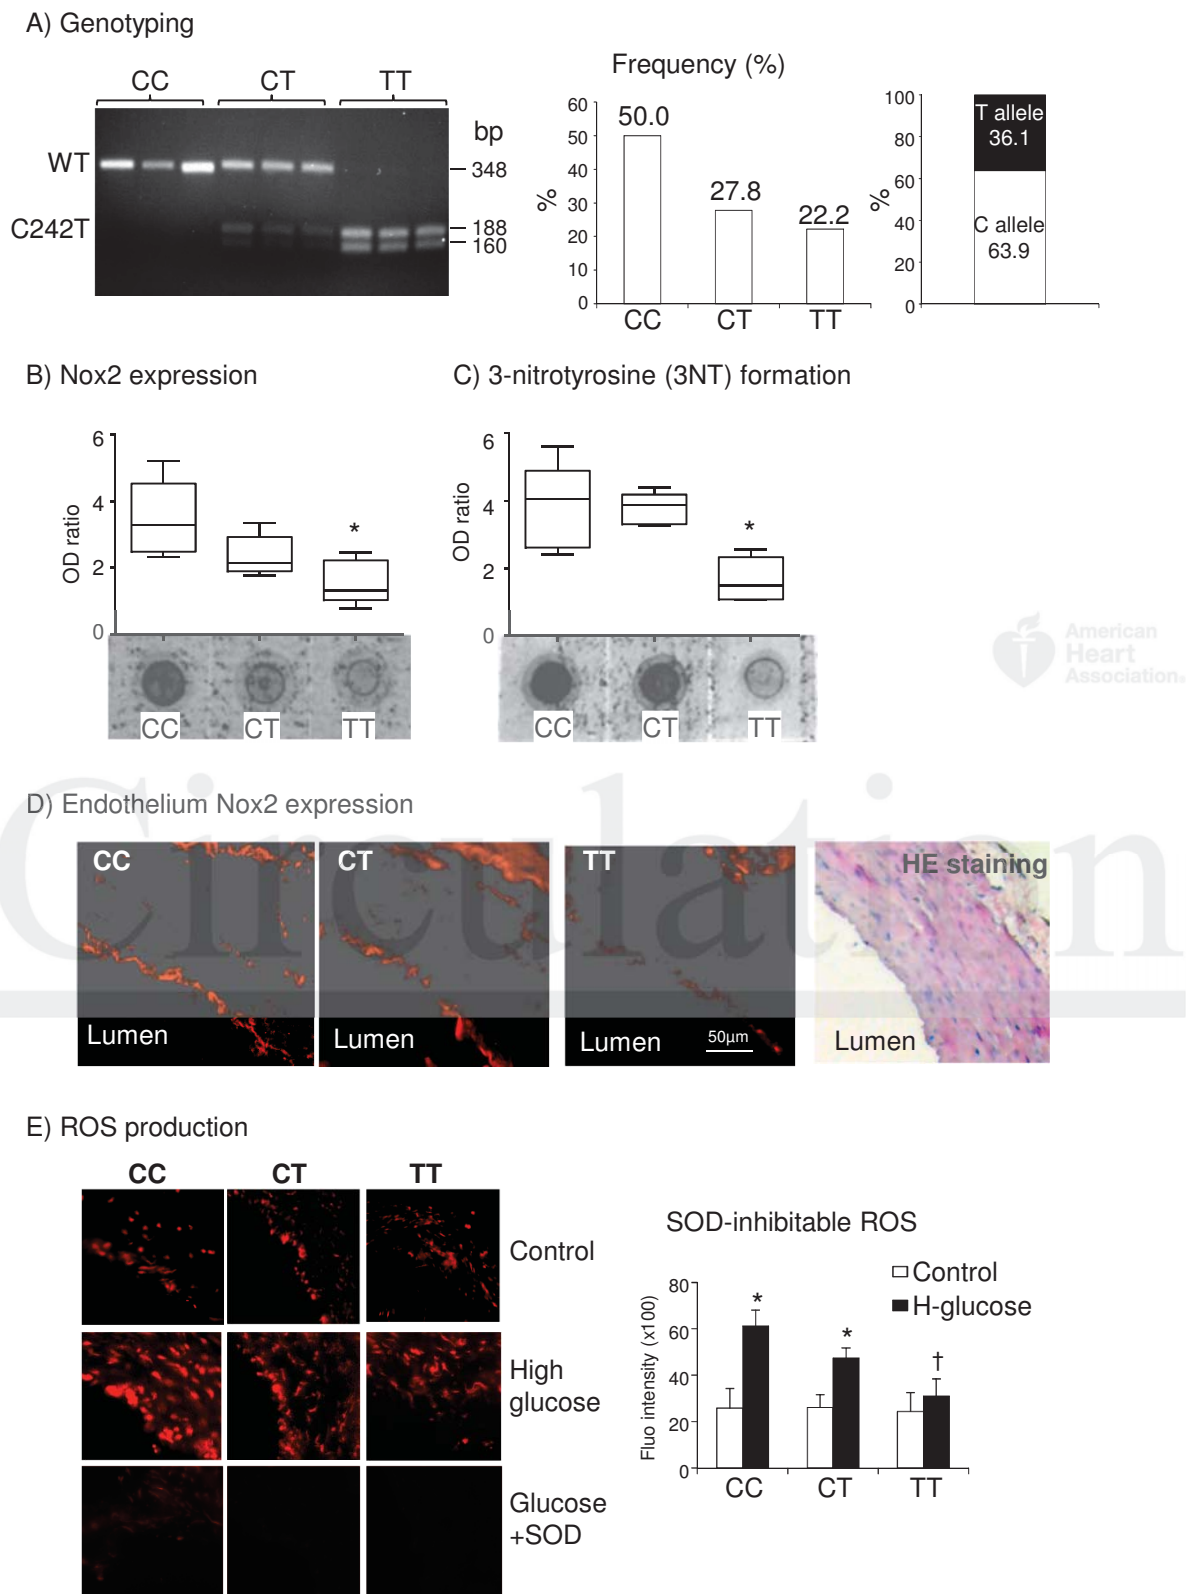 A) Genotyping
CC CT TT
bp
WT
348
C242T
188
160
Frequency (%)
%
60
50
40
30
20
10
0
50.0
27.8
22.2
CC CT TT
%
100
80
60
40
20
0
T allele
36.1
C allele
63.9
B) Nox2 expression
OD ratio
6
4
2
0
*
CC CT TT
C) 3-nitrotyrosine (3NT) formation
OD ratio
6
4
2
0
*
CC CT TT
American
Heart
Association®
Circulation
D) Endothelium Nox2 expression
CC
Lumen
CT
Lumen
TT
Lumen
50µm
HE staining
Lumen
E) ROS production
CC CT TT
Control
High
glucose
Glucose
+SOD
SOD-inhibitable ROS
Control
H-glucose
Fluo intensity (x100)
80
60
40
20
0
*
*
†
CC CT TT